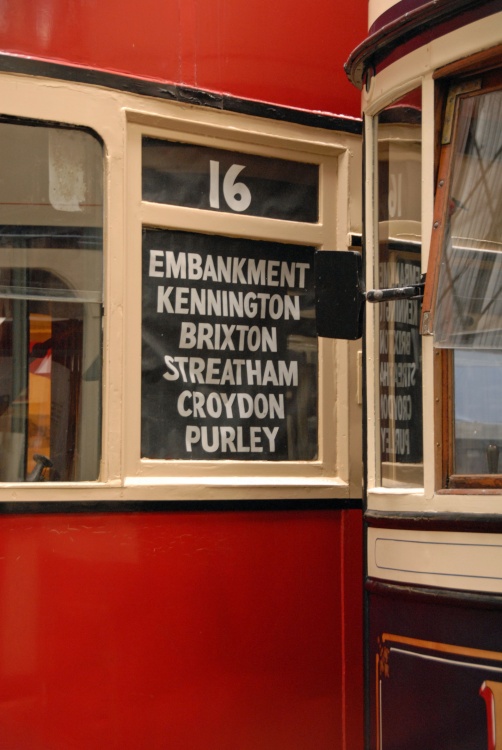 16
EMBANKMENT
KENNINGTON
BRIXTON
STREATHAM
CROYDON
PURLEY